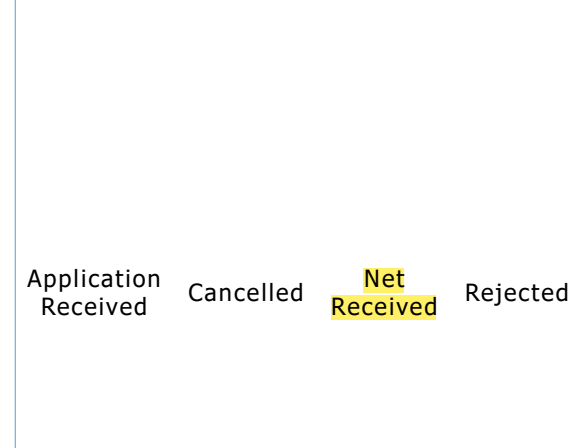 Application
Received
Cancelled
Net
Received
Rejected